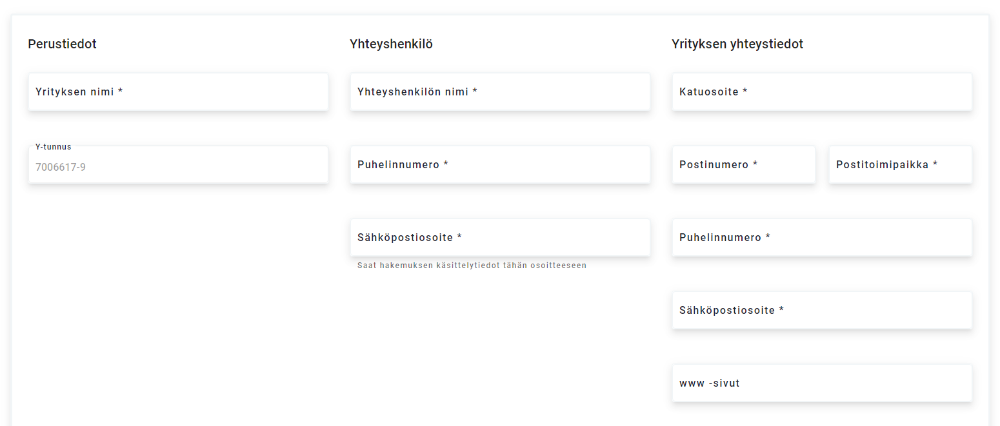 Perustiedot
Yrityksen nimi *
Y-tunnus
7006617-9
Yhteyshenkilö
Yhteyshenkilön nimi *
Puhelinnumero *
Sähköpostiosoite *
Saat hakemuksen käsittelytiedot tähän osoitteeseen
Yrityksen yhteystiedot
Katuosoite *
Postinumero *
Postitoimipaikka *
Puhelinnumero *
Sähköpostiosoite *
www -sivut